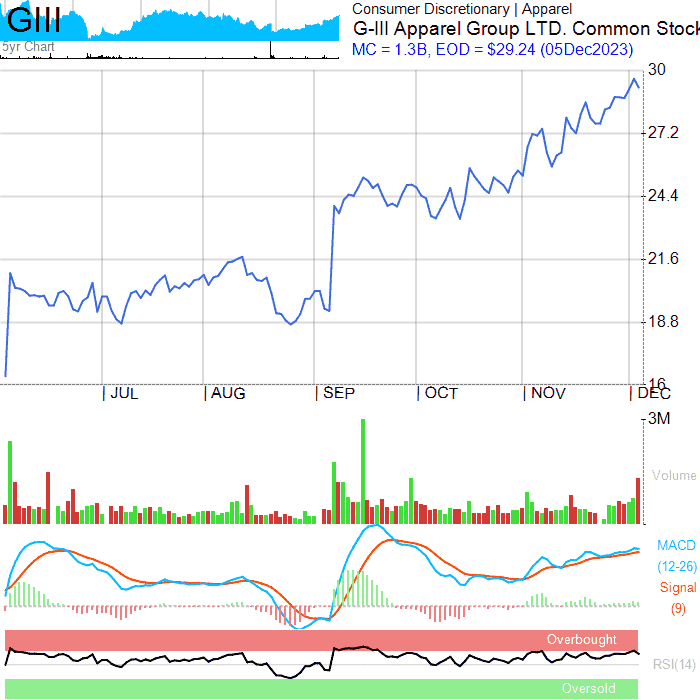 GIII
5yr Chart
Consumer Discretionary | Apparel
G-III Apparel Group LTD. Common Stock
MC = 1.3B, EOD = $29.24 (05Dec2023)
30
27.2
24.4
21.6
18.8
16
| JUL | AUG | SEP | OCT | NOV | DEC
3M
Volume
MACD
(12-26)
Signal
(9)
Overbought
RSI(14)
Oversold